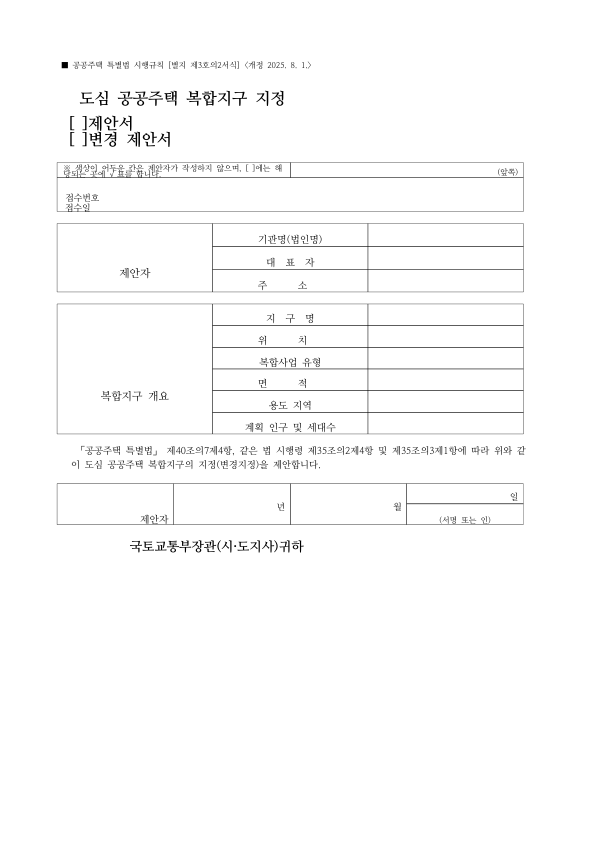 ■ 공공주택 특별법 시행규칙 [별지 제3호의2서식] <개정 2025. 8. 1.>
도심 공공주택 복합지구 지정
[ ]제안서
[ ]변경 제안서
※ 색상이 어두운 칸은 제안자가 작성하지 않으며, [ ]에는 해
당되는 곳에 √ 표를 합니다.
(앞쪽)
접수번호
접수일
제안자
기관명(법인명)
대 표 자
주 소
복합지구 개요
지 구 명
위 치
복합사업 유형
면 적
용도 지역
계획 인구 및 세대수
「공공주택 특별법」 제40조의7제4항, 같은 법 시행령 제35조의2제4항 및 제35조의3제1항에 따라 위와 같
이 도심 공공주택 복합지구의 지정(변경지정)을 제안합니다.
제안자
년
월
일
(서명 또는 인)
국토교통부장관(시·도지사)귀하